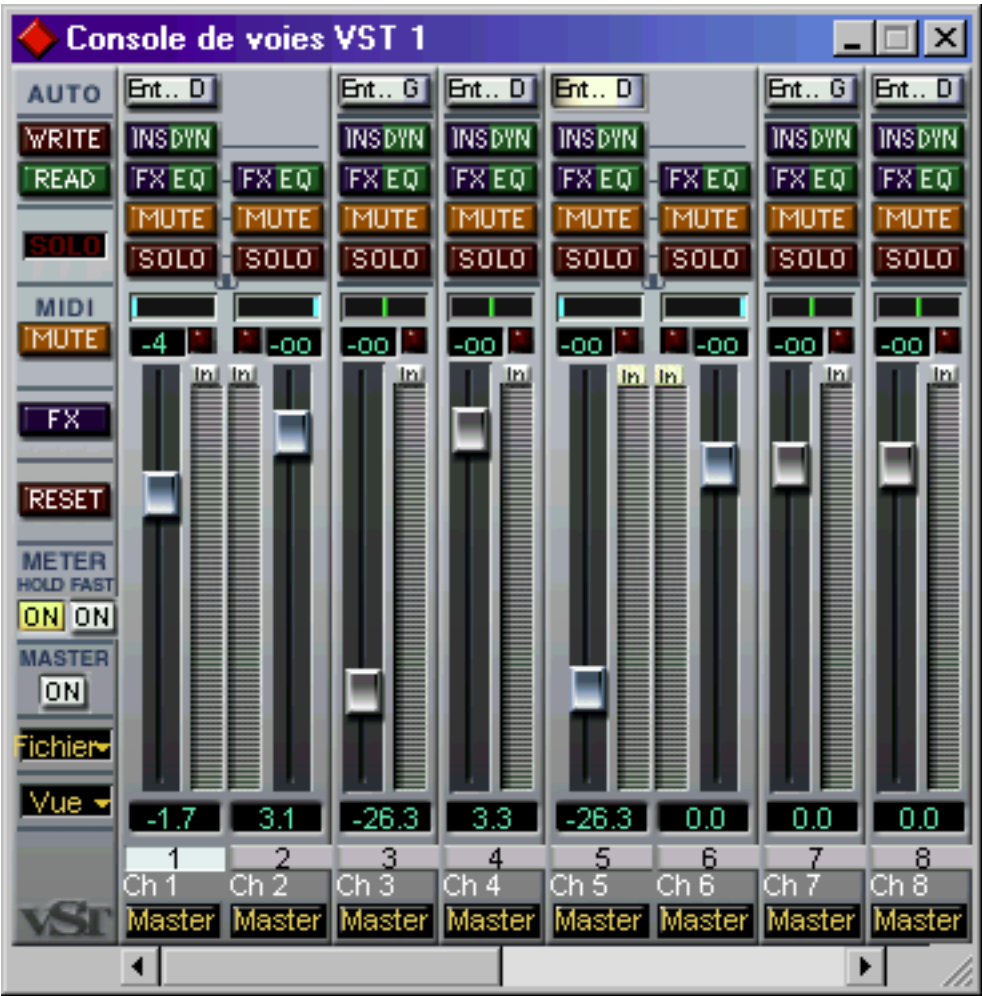 Console de voies VST 1
AUTO Ent.. D Ent.. G Ent.. D Ent.. D Ent.. G Ent.. D
WRITE INS DYN INS DYN INS DYN INS DYN INS DYN INS DYN
READ FX EQ FX EQ FX EQ FX EQ FX EQ FX EQ FX EQ FX EQ
MUTE MUTE MUTE MUTE MUTE MUTE MUTE MUTE
SOLO SOLO SOLO SOLO SOLO SOLO SOLO SOLO SOLO
MIDI
MUTE -4 -oo -oo -oo -oo -oo -oo -oo
In In In In In In In In
FX
RESET
METER
HOLD FAST
ON ON
MASTER
ON
Fichier
Vue
-1.7 3.1 -26.3 3.3 -26.3 0.0 0.0 0.0
1 2 3 4 5 6 7 8
Ch 1 Ch 2 Ch 3 Ch 4 Ch 5 Ch 6 Ch 7 Ch 8
vst Master Master Master Master Master Master Master Master